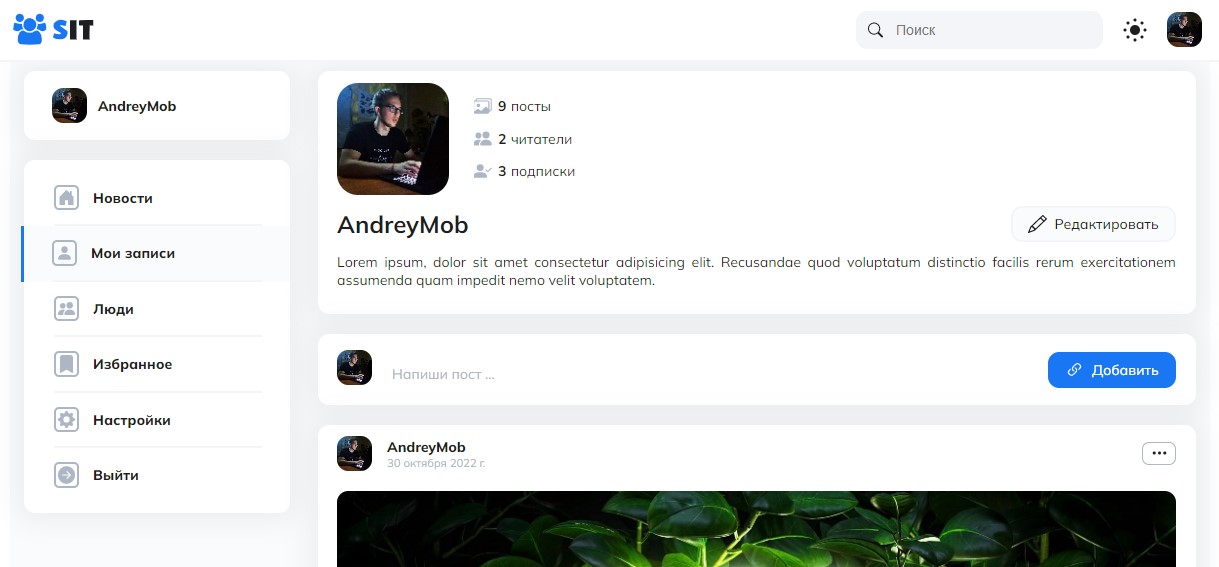 SIT
Поиск
AndreyMob
Новости
Мои записи
Люди
Избранное
Настройки
Выйти
9 посты
2 читатели
3 подписки
AndreyMob
Редактировать
Lorem ipsum, dolor sit amet consectetur adipisicing elit. Recusandae quod voluptatum distinctio facilis rerum exercitationem
assumenda quam impedit nemo velit voluptatem.
Напиши пост ...
Добавить
AndreyMob
30 октября 2022 г.